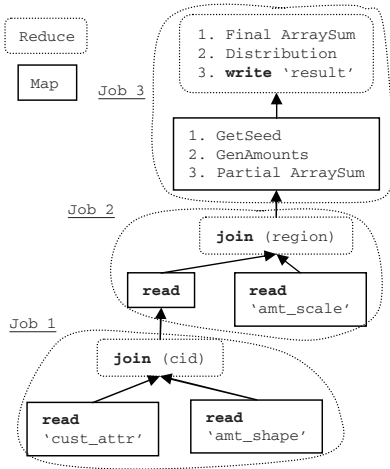 Reduce
Map
1. Final ArraySum
2. Distribution
3. write ‘result’
Job 3
1. GetSeed
2. GenAmounts
3. Partial ArraySum
Job 2
join (region)
read
read
‘amt_scale’
Job 1
join (cid)
read
‘cust_attr’
read
‘amt_shape’